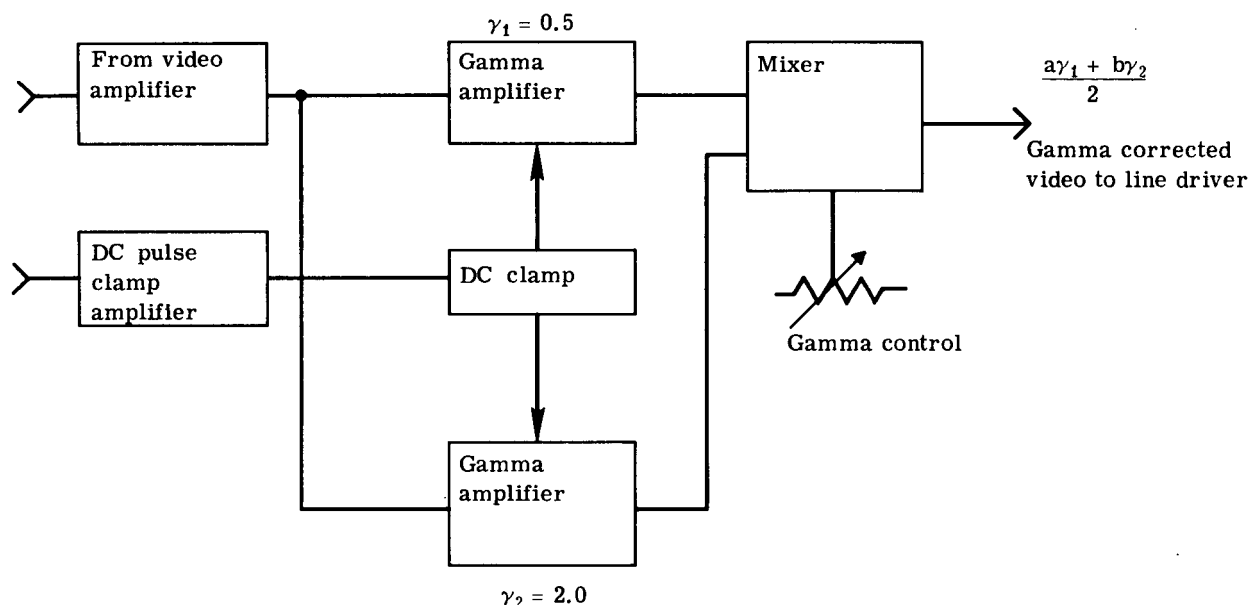 γ₁ = 0.5
From video
amplifier
Gamma
amplifier
Mixer
aγ₁ + bγ₂
2
Gamma corrected
video to line driver
DC pulse
clamp
amplifier
DC clamp
Gamma control
Gamma
amplifier
γ₂ = 2.0